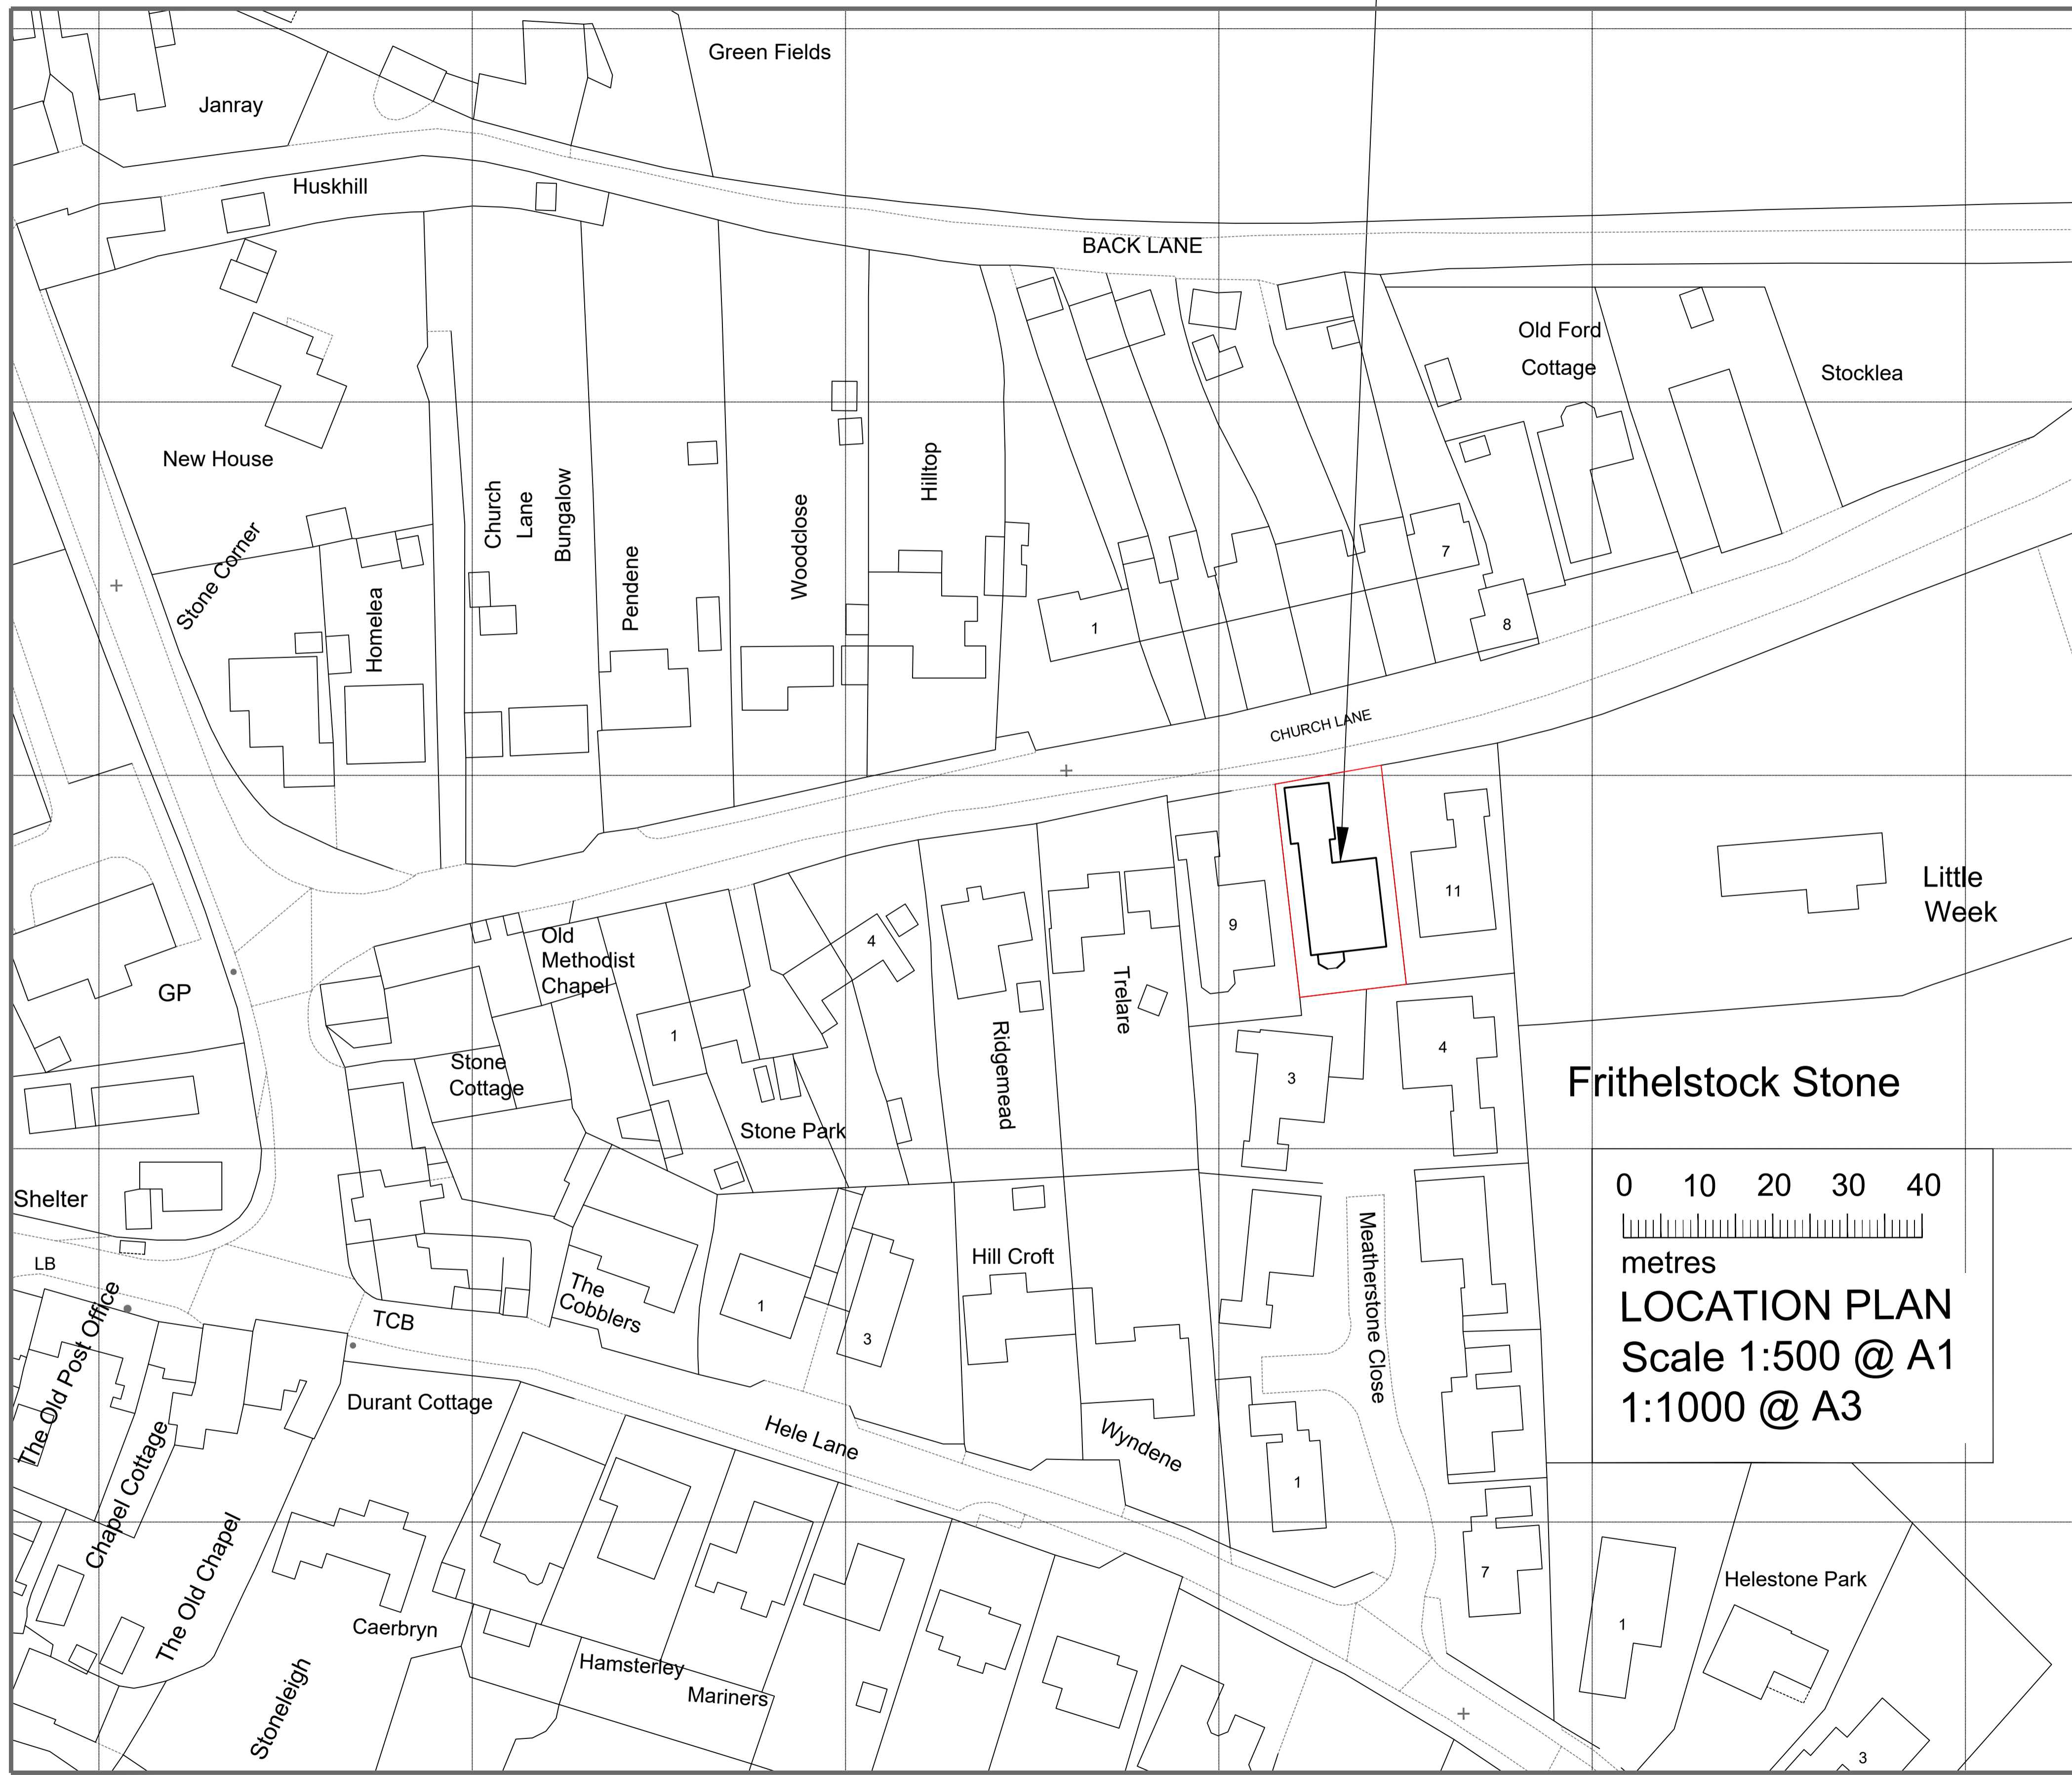 Green Fields
Janray
Huskhill
BACK LANE
Old Ford
Cottage
Stocklea
New House
Church
Lane
Bungalow
Hilltop
Woodclose
Pendene
Stone Corner
Homelea
7
1
8
CHURCH LANE
Little
Week
11
9
4
Old
Methodist
Chapel
GP
Trelare
Ridgemead
1
Stone
Cottage
3
4
Frithelstock Stone
Stone Park
Shelter
0 10 20 30 40
metres
LOCATION PLAN
Scale 1:500 @ A1
1:1000 @ A3
LB
Hill Croft
Meatherstone Close
The
Cobblers
1
3
TCB
The Old Post Office
Durant Cottage
Hele Lane
Wyndene
Chapel Cottage
1
The Old Chapel
7
Helestone Park
1
Caerbryn
Hamsterley
Mariners
Stoneleigh
3